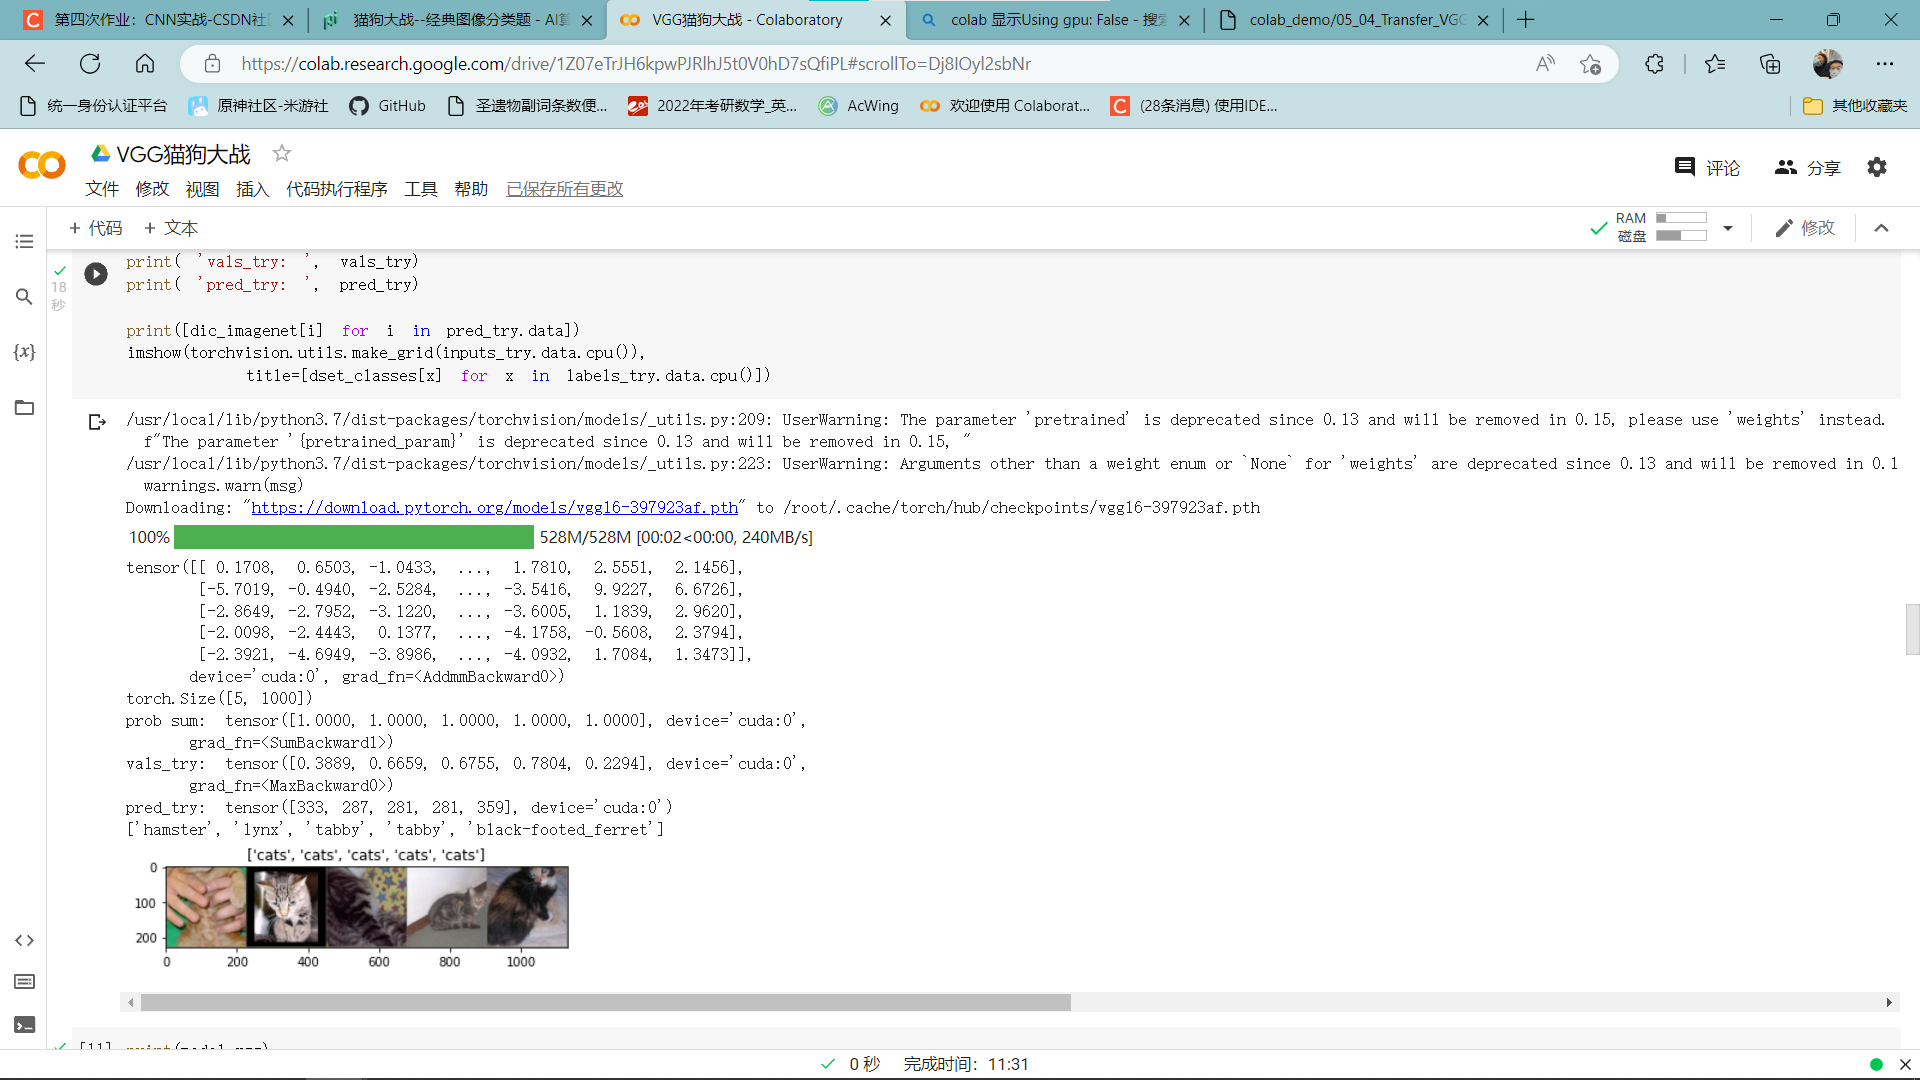 第四次作业：CNN实战-CSDN社区
猫狗大战--经典图像分类题 - AI算
VGG猫狗大战 - Colaboratory
colab 显示Using gpu: False - 搜索
colab_demo/05_04_Transfer_VGG
https://colab.research.google.com/drive/1Z07eTrJH6kpwPJRlhJ5t0V0hD7sQfiPL#scrollTo=Dj8IOyl2sbNr
统一身份认证平台
原神社区-米游社
GitHub
圣遗物副词条数便...
2022年考研数学_英...
AcWing
欢迎使用 Colaborat...
(28条消息) 使用IDE...
其他收藏夹
VGG猫狗大战
评论
分享
文件 修改 视图 插入 代码执行程序 工具 帮助 已保存所有更改
+ 代码 + 文本
RAM
磁盘
修改
18
秒
print( 'vals_try: ', vals_try)
print( 'pred_try: ', pred_try)
print([dic_imagenet[i] for i in pred_try.data])
imshow(torchvision.utils.make_grid(inputs_try.data.cpu()),
title=[dset_classes[x] for x in labels_try.data.cpu()])
/usr/local/lib/python3.7/dist-packages/torchvision/models/_utils.py:209: UserWarning: The parameter 'pretrained' is deprecated since 0.13 and will be removed in 0.15, please use 'weights' instead.
f"The parameter '{pretrained_param}' is deprecated since 0.13 and will be removed in 0.15, "
/usr/local/lib/python3.7/dist-packages/torchvision/models/_utils.py:223: UserWarning: Arguments other than a weight enum or `None` for 'weights' are deprecated since 0.13 and will be removed in 0.1
warnings.warn(msg)
Downloading: "https://download.pytorch.org/models/vgg16-397923af.pth" to /root/.cache/torch/hub/checkpoints/vgg16-397923af.pth
100% 528M/528M [00:02<00:00, 240MB/s]
tensor([[ 0.1708, 0.6503, -1.0433, ..., 1.7810, 2.5551, 2.1456],
[-5.7019, -0.4940, -2.5284, ..., -3.5416, 9.9227, 6.6726],
[-2.8649, -2.7952, -3.1220, ..., -3.6005, 1.1839, 2.9620],
[-2.0098, -2.4443, 0.1377, ..., -4.1758, -0.5608, 2.3794],
[-2.3921, -4.6949, -3.8986, ..., -4.0932, 1.7084, 1.3473]],
device='cuda:0', grad_fn=<AddmmBackward0>)
torch.Size([5, 1000])
prob sum: tensor([1.0000, 1.0000, 1.0000, 1.0000, 1.0000], device='cuda:0',
grad_fn=<SumBackward1>)
vals_try: tensor([0.3889, 0.6659, 0.6755, 0.7804, 0.2294], device='cuda:0',
grad_fn=<MaxBackward0>)
pred_try: tensor([333, 287, 281, 281, 359], device='cuda:0')
['hamster', 'lynx', 'tabby', 'tabby', 'black-footed_ferret']
['cats', 'cats', 'cats', 'cats', 'cats']
0
100
200
0 200 400 600 800 1000
[11] print(model_vgg)
0 秒 完成时间：11:31